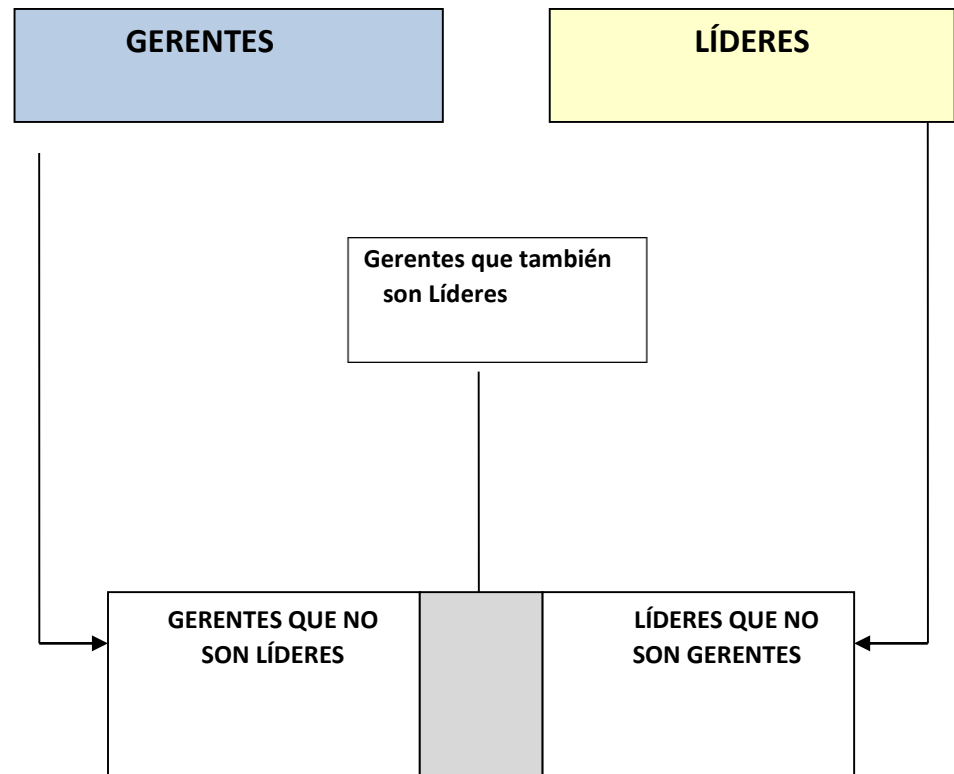 GERENTES
LÍDERES
Gerentes que también
son Líderes
GERENTES QUE NO
SON LÍDERES
LÍDERES QUE NO
SON GERENTES